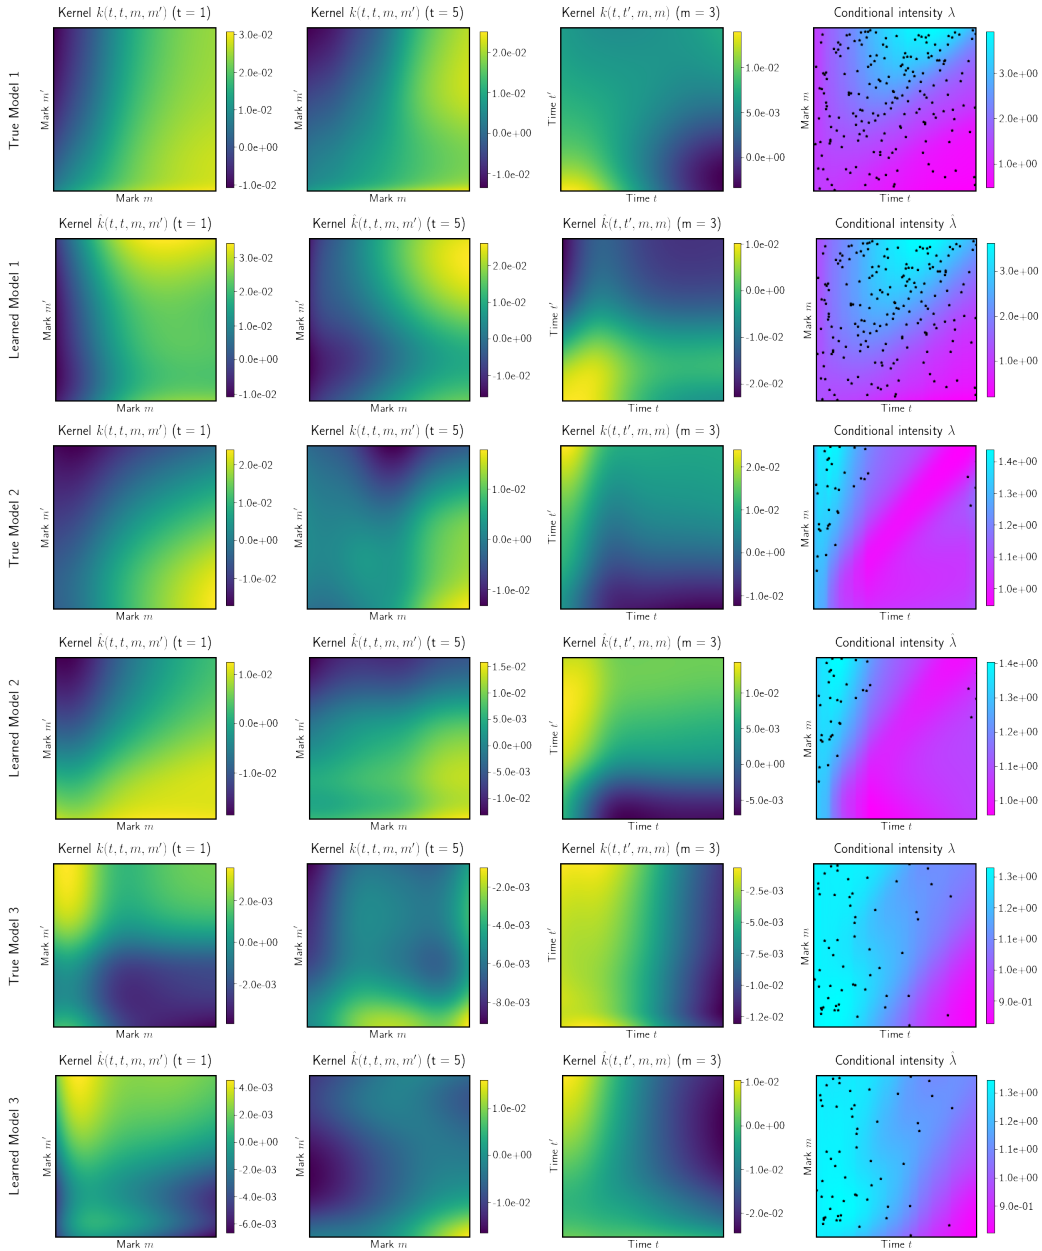 Kernel k(t, t, m, m′) (t = 1)
Kernel k(t, t, m, m′) (t = 5)
Kernel k(t, t′, m, m) (m = 3)
Conditional intensity λ
True Model 1
Mark m′
3.0e-02
2.0e-02
1.0e-02
0.0e+00
-1.0e-02
Mark m
Mark m′
2.0e-02
1.0e-02
0.0e+00
-1.0e-02
Mark m
Time t′
1.0e-02
5.0e-03
0.0e+00
Time t
Mark m
3.0e+00
2.0e+00
1.0e+00
Time t
Kernel k̂(t, t, m, m′) (t = 1)
Kernel k̂(t, t, m, m′) (t = 5)
Kernel k̂(t, t′, m, m) (m = 3)
Conditional intensity λ̂
Learned Model 1
Mark m′
3.0e-02
2.0e-02
1.0e-02
0.0e+00
-1.0e-02
Mark m
Mark m′
2.0e-02
1.0e-02
0.0e+00
-1.0e-02
Mark m
Time t′
1.0e-02
0.0e+00
-1.0e-02
-2.0e-02
Time t
Mark m
3.0e+00
2.0e+00
1.0e+00
Time t
Kernel k(t, t, m, m′) (t = 1)
Kernel k(t, t, m, m′) (t = 5)
Kernel k(t, t′, m, m) (m = 3)
Conditional intensity λ
True Model 2
Mark m′
2.0e-02
1.0e-02
0.0e+00
-1.0e-02
Mark m
Mark m′
1.0e-02
0.0e+00
-1.0e-02
Mark m
Time t′
2.0e-02
1.0e-02
0.0e+00
-1.0e-02
Time t
Mark m
1.4e+00
1.3e+00
1.2e+00
1.1e+00
1.0e+00
Time t
Kernel k̂(t, t, m, m′) (t = 1)
Kernel k̂(t, t, m, m′) (t = 5)
Kernel k̂(t, t′, m, m) (m = 3)
Conditional intensity λ̂
Learned Model 2
Mark m′
1.0e-02
0.0e+00
-1.0e-02
Mark m
Mark m′
1.5e-02
1.0e-02
5.0e-03
0.0e+00
-5.0e-03
-1.0e-02
Mark m
Time t′
1.0e-02
5.0e-03
0.0e+00
-5.0e-03
Time t
Mark m
1.4e+00
1.3e+00
1.2e+00
1.1e+00
1.0e+00
Time t
Kernel k(t, t, m, m′) (t = 1)
Kernel k(t, t, m, m′) (t = 5)
Kernel k(t, t′, m, m) (m = 3)
Conditional intensity λ
True Model 3
Mark m′
2.0e-03
0.0e+00
-2.0e-03
Mark m
Mark m′
-2.0e-03
-4.0e-03
-6.0e-03
-8.0e-03
Mark m
Time t′
-2.5e-03
-5.0e-03
-7.5e-03
-1.0e-02
-1.2e-02
Time t
Mark m
1.3e+00
1.2e+00
1.1e+00
1.0e+00
9.0e-01
Time t
Kernel k̂(t, t, m, m′) (t = 1)
Kernel k̂(t, t, m, m′) (t = 5)
Kernel k̂(t, t′, m, m) (m = 3)
Conditional intensity λ̂
Learned Model 3
Mark m′
4.0e-03
2.0e-03
0.0e+00
-2.0e-03
-4.0e-03
-6.0e-03
Mark m
Mark m′
1.0e-02
0.0e+00
-1.0e-02
Mark m
Time t′
1.0e-02
0.0e+00
-1.0e-02
-2.0e-02
Time t
Mark m
1.3e+00
1.2e+00
1.1e+00
1.0e+00
9.0e-01
Time t